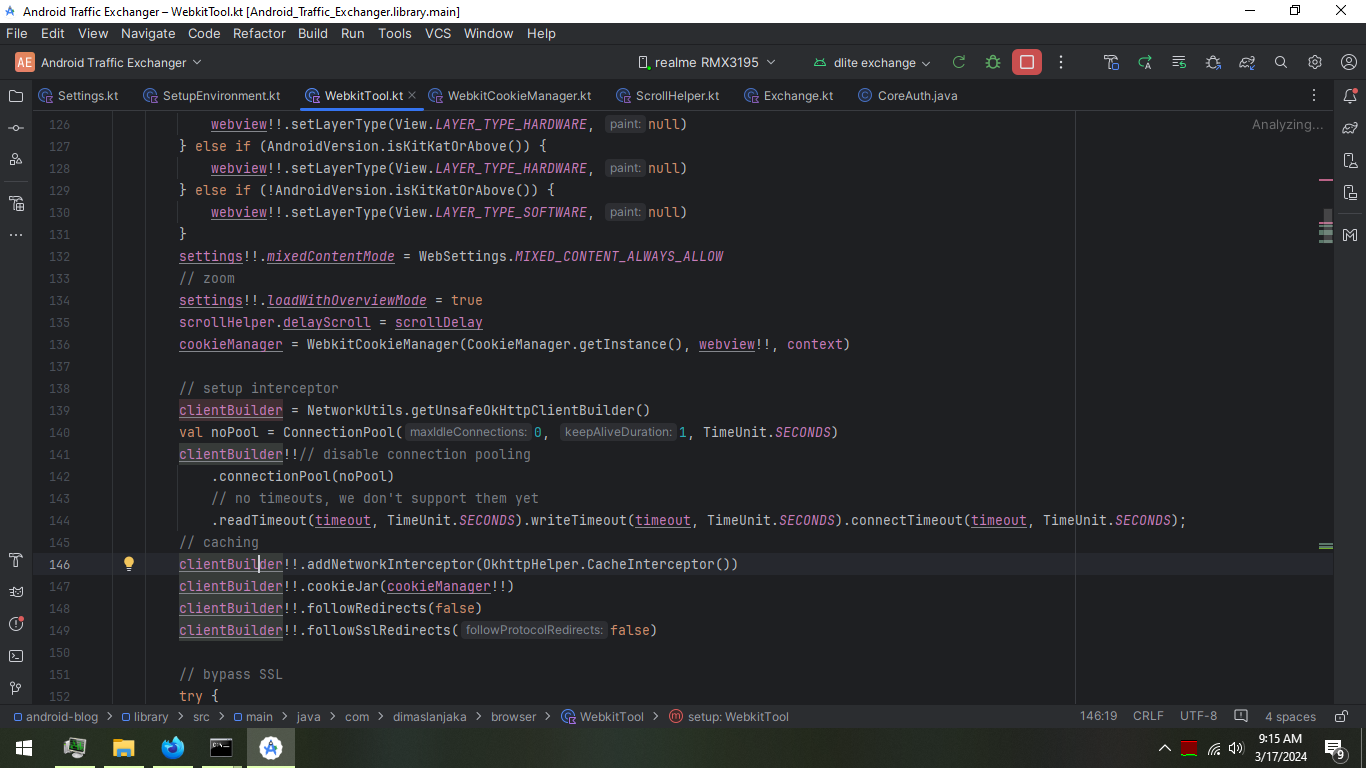 Android Traffic Exchanger – WebkitTool.kt [Android_Traffic_Exchanger.library.main]
File Edit View Navigate Code Refactor Build Run Tools VCS Window Help
AE Android Traffic Exchanger realme RMX3195 dlite exchange
Settings.kt SetupEnvironment.kt WebkitTool.kt WebkitCookieManager.kt ScrollHelper.kt Exchange.kt CoreAuth.java
126 webview!!.setLayerType(View.LAYER_TYPE_HARDWARE, paint: null) Analyzing...
127 } else if (AndroidVersion.isKitKatOrAbove()) {
128 webview!!.setLayerType(View.LAYER_TYPE_HARDWARE, paint: null)
129 } else if (!AndroidVersion.isKitKatOrAbove()) {
130 webview!!.setLayerType(View.LAYER_TYPE_SOFTWARE, paint: null)
131 }
132 settings!!.mixedContentMode = WebSettings.MIXED_CONTENT_ALWAYS_ALLOW
133 // zoom
134 settings!!.loadWithOverviewMode = true
135 scrollHelper.delayScroll = scrollDelay
136 cookieManager = WebkitCookieManager(CookieManager.getInstance(), webview!!, context)
137
138 // setup interceptor
139 clientBuilder = NetworkUtils.getUnsafeOkHttpClientBuilder()
140 val noPool = ConnectionPool( maxIdleConnections: 0, keepAliveDuration: 1, TimeUnit.SECONDS)
141 clientBuilder!!// disable connection pooling
142 .connectionPool(noPool)
143 // no timeouts, we don't support them yet
144 .readTimeout(timeout, TimeUnit.SECONDS).writeTimeout(timeout, TimeUnit.SECONDS).connectTimeout(timeout, TimeUnit.SECONDS);
145 // caching
146 clientBuilder!!.addNetworkInterceptor(OkhttpHelper.CacheInterceptor())
147 clientBuilder!!.cookieJar(cookieManager!!)
148 clientBuilder!!.followRedirects(false)
149 clientBuilder!!.followSslRedirects( followProtocolRedirects: false)
150
151 // bypass SSL
152 try {
android-blog > library > src > main > java > com > dimaslanjaka > browser > WebkitTool > setup: WebkitTool 146:19 CRLF UTF-8 4 spaces
9:15 AM
3/17/2024
9